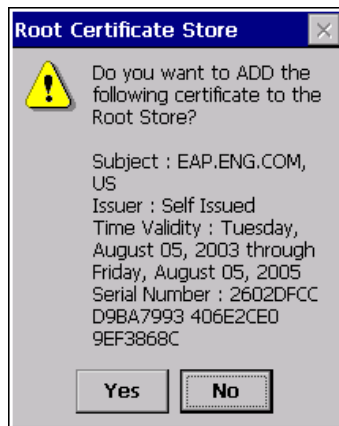 Root Certificate Store
Do you want to ADD the
following certificate to the
Root Store?
Subject : EAP.ENG.COM,
US
Issuer : Self Issued
Time Validity : Tuesday,
August 05, 2003 through
Friday, August 05, 2005
Serial Number : 2602DFCC
D9BA7993 406E2CE0
9EF3868C
Yes
No